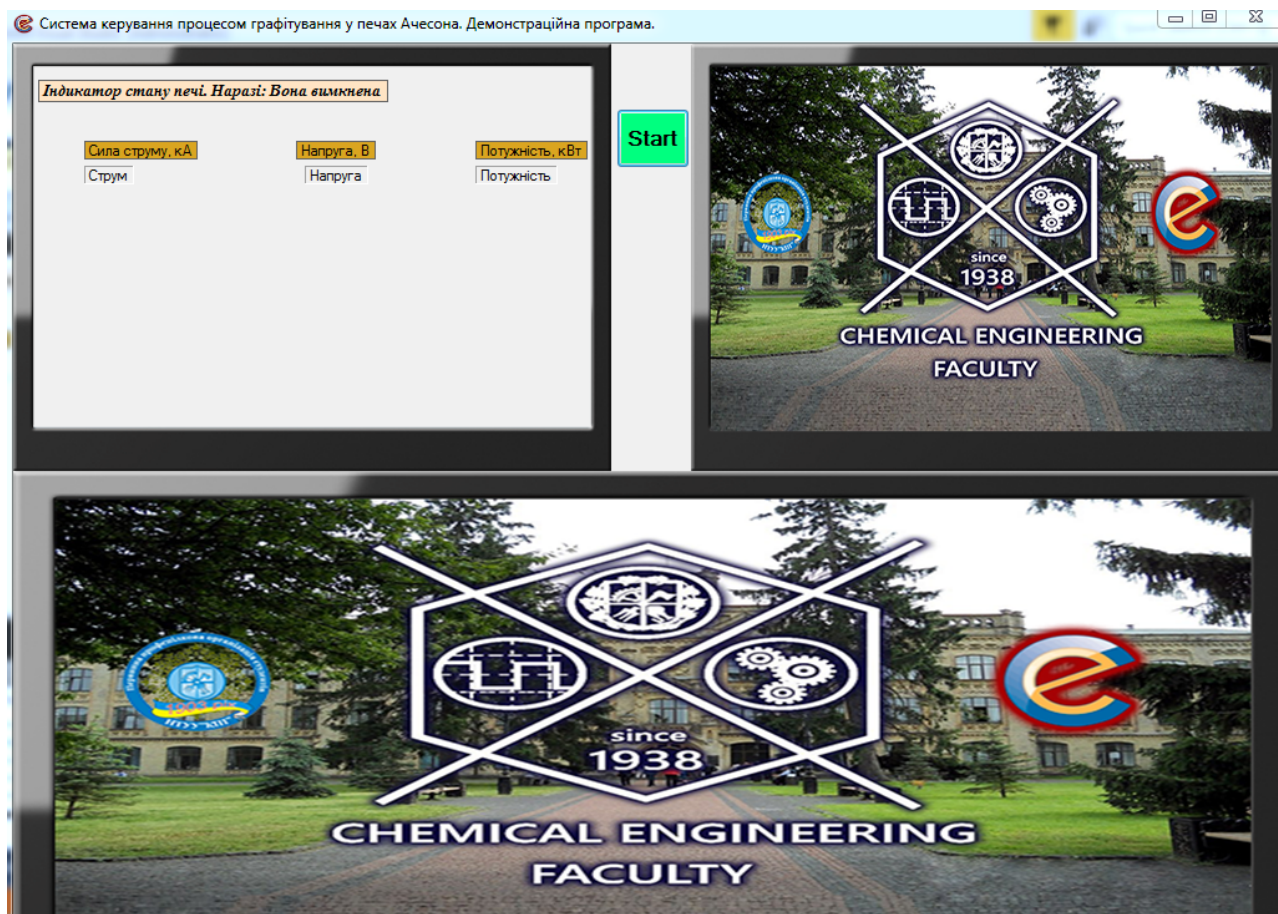 Система керування процесом графітування у печах Ачесона. Демонстраційна програма.
Індикатор стану печі. Наразі: Вона вимкнена
Сила струму, кА
Напруга, В
Потужність, кВт
Струм
Напруга
Потужність
Start
since
1938
CHEMICAL ENGINEERING
FACULTY
since
1938
CHEMICAL ENGINEERING
FACULTY